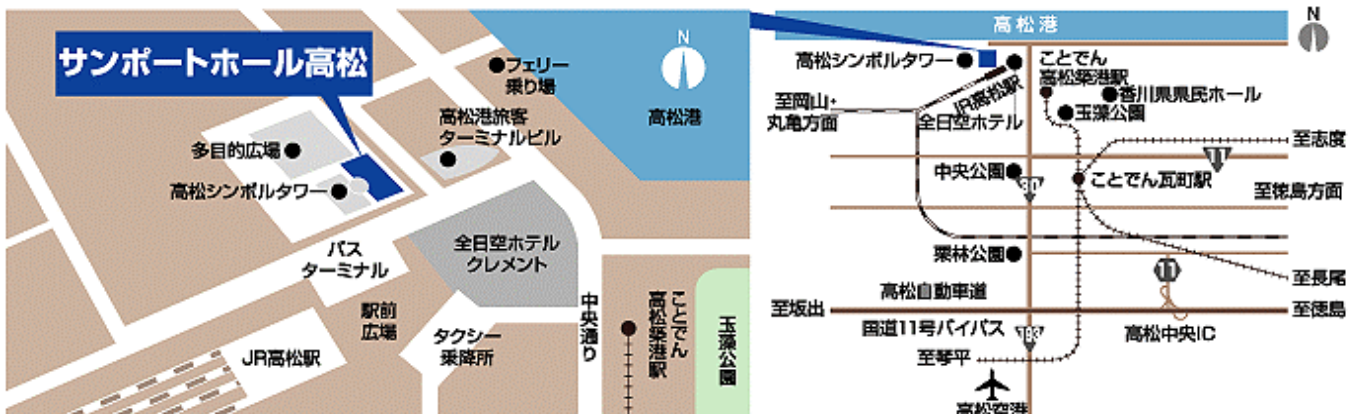 サンポートホール高松
フェリー
乗り場
N
高松港
高松港旅客
ターミナルビル
多目的広場
高松シンボルタワー
バス
ターミナル
全日空ホテル
クレメント
駅前
広場
タクシー
乗降所
JR高松駅
中央通り
ことでん
高松築港駅
玉藻公園
高松港
N
高松シンボルタワー
JR高松駅
ことでん
高松築港駅
香川県県民ホール
玉藻公園
至岡山・
丸亀方面
全日空ホテル
至志度
11
中央公園
30
ことでん瓦町駅
至徳島方面
栗林公園
11
至長尾
高松自動車道
至坂出
至徳島
国道11号バイパス
193
高松中央IC
至琴平
高松空港